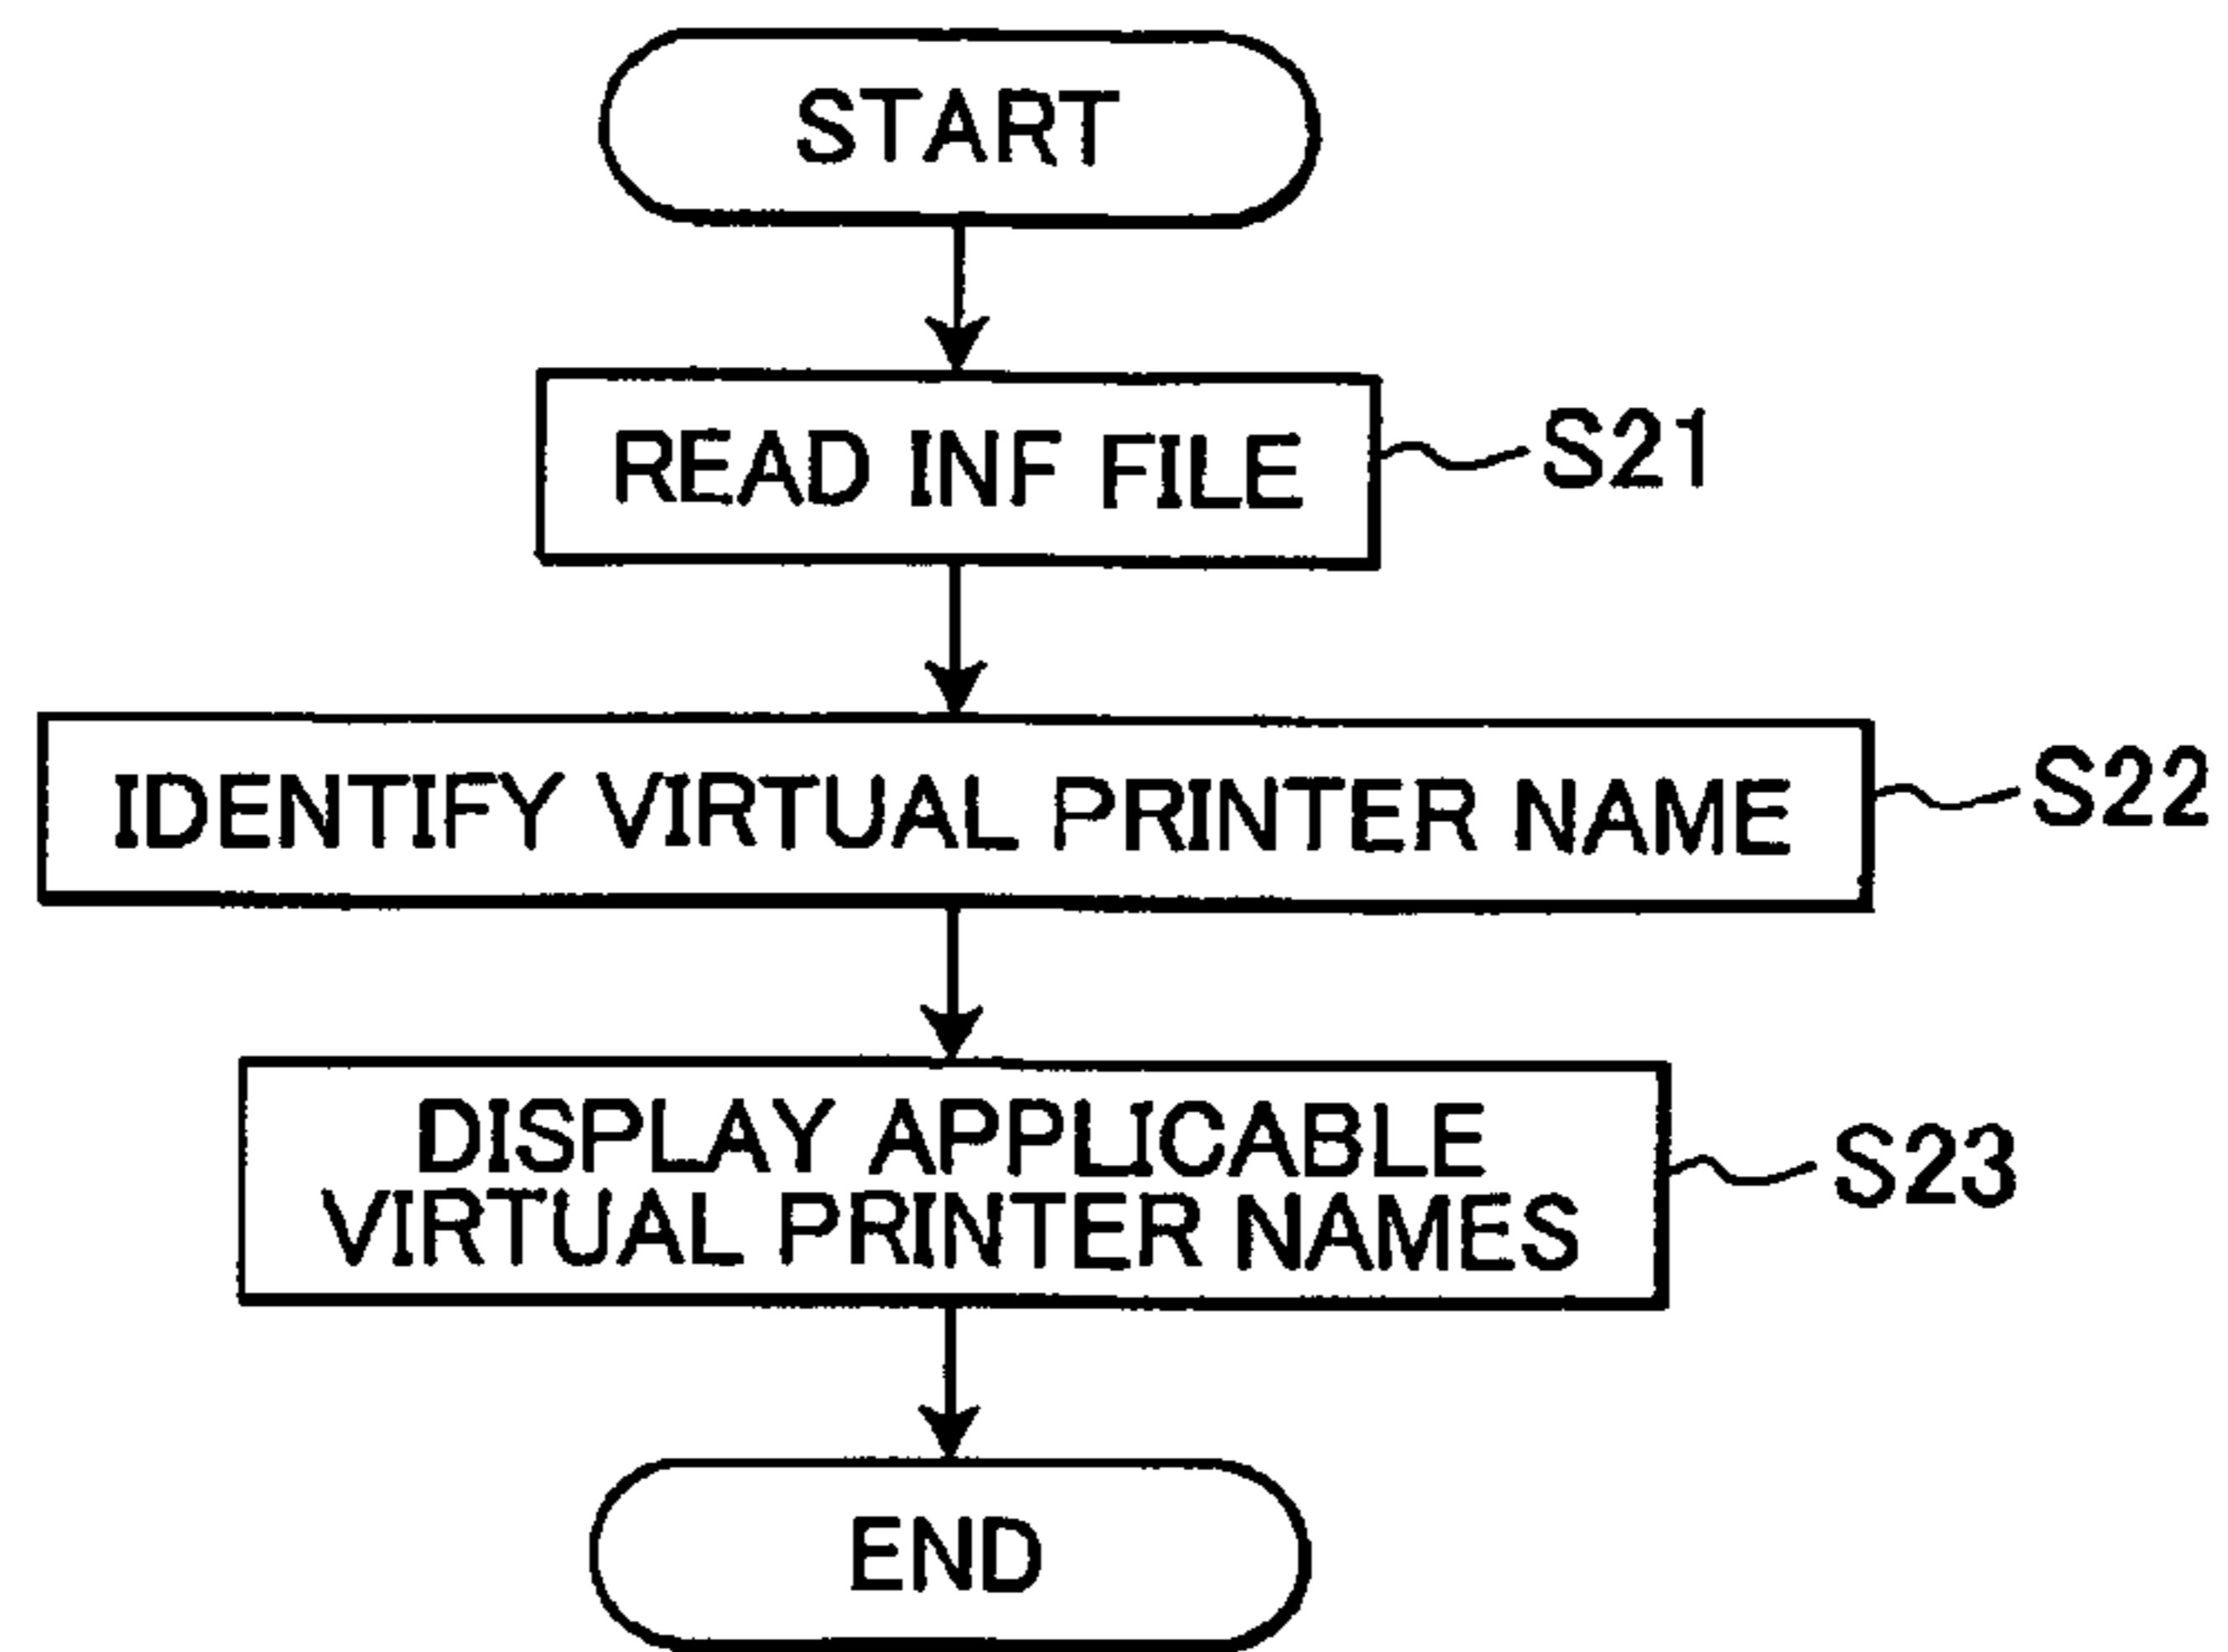 START
READ INF FILE
S21
IDENTIFY VIRTUAL PRINTER NAME
S22
DISPLAY APPLICABLE
VIRTUAL PRINTER NAMES
S23
END